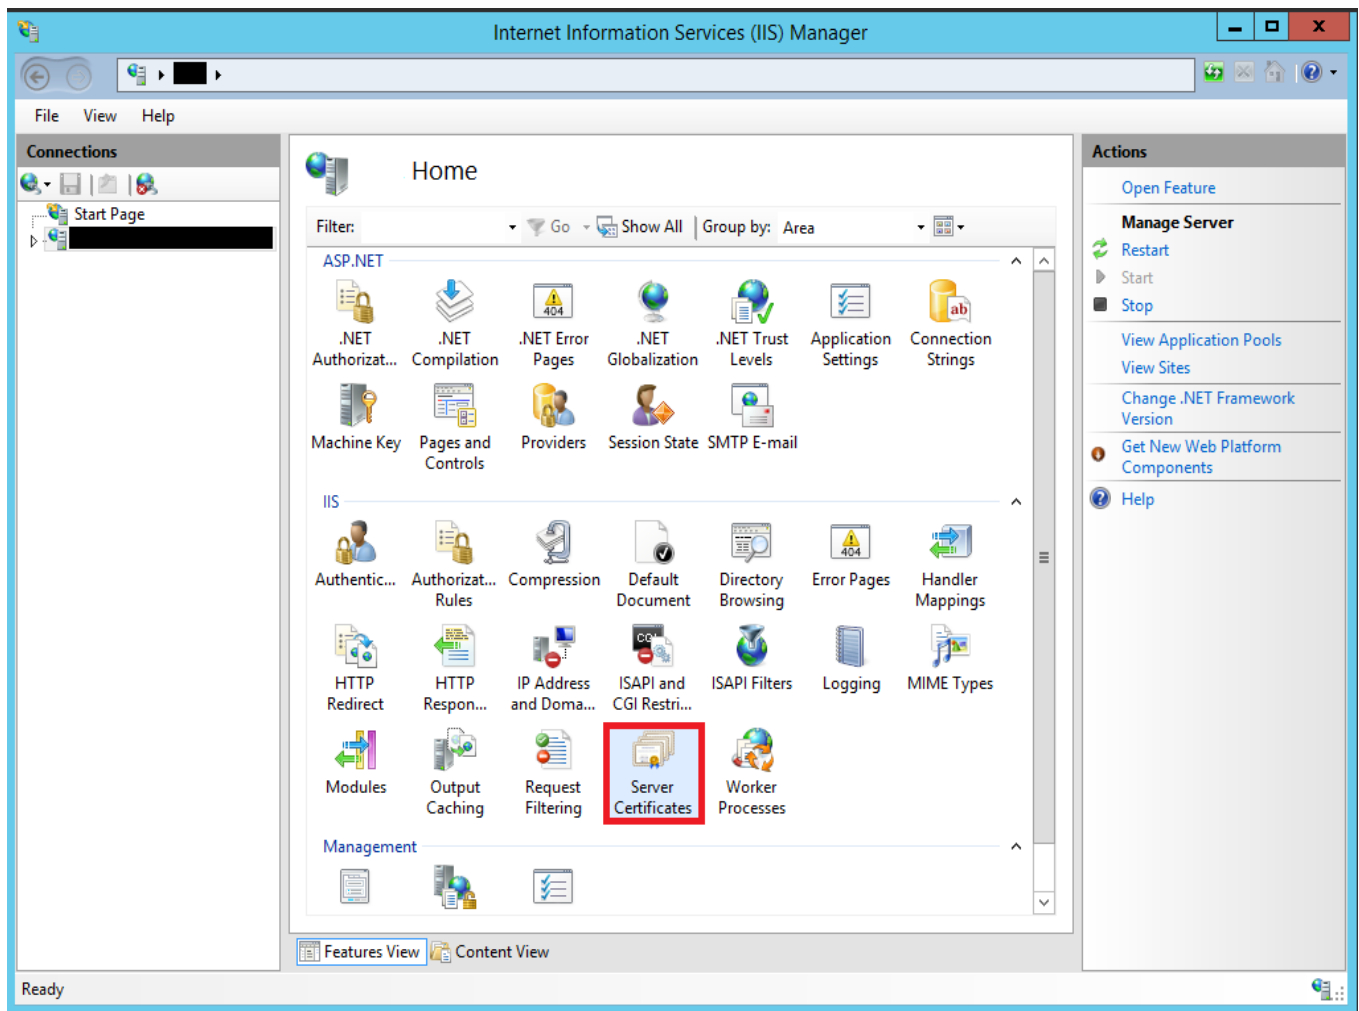 Internet Information Services (IIS) Manager
File View Help
Connections
Start Page
Home
Filter: Go Show All Group by: Area
ASP.NET
.NET Authorizat...
.NET Compilation
.NET Error Pages
404
.NET Globalization
.NET Trust Levels
Application Settings
ab
Connection Strings
Machine Key
Pages and Controls
Providers
Session State
SMTP E-mail
IIS
Authentic...
Authorizat... Rules
Compression
Default Document
Directory Browsing
404
Error Pages
Handler Mappings
HTTP Redirect
HTTP Respon...
IP Address and Doma...
CGI
ISAPI and CGI Restri...
ISAPI Filters
Logging
MIME Types
Modules
Output Caching
Request Filtering
Server Certificates
Worker Processes
Management
Features View Content View
Actions
Open Feature
Manage Server
Restart
Start
Stop
View Application Pools
View Sites
Change .NET Framework
Version
Get New Web Platform
Components
Help
Ready